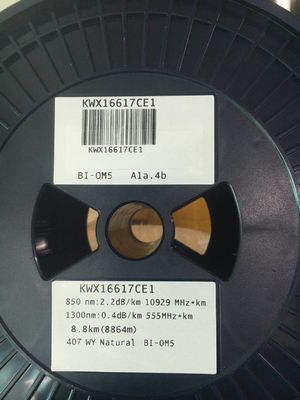 KWX16617CE1
KWX16617CE1
BI-OM5 A1a.4b
KWX16617CE1
850 nm:2.2dB/km 10929 MHz*km
1300nm:0.4dB/km 555MHz*km
8.8km(8864m)
407 WY Natural BI-OM5